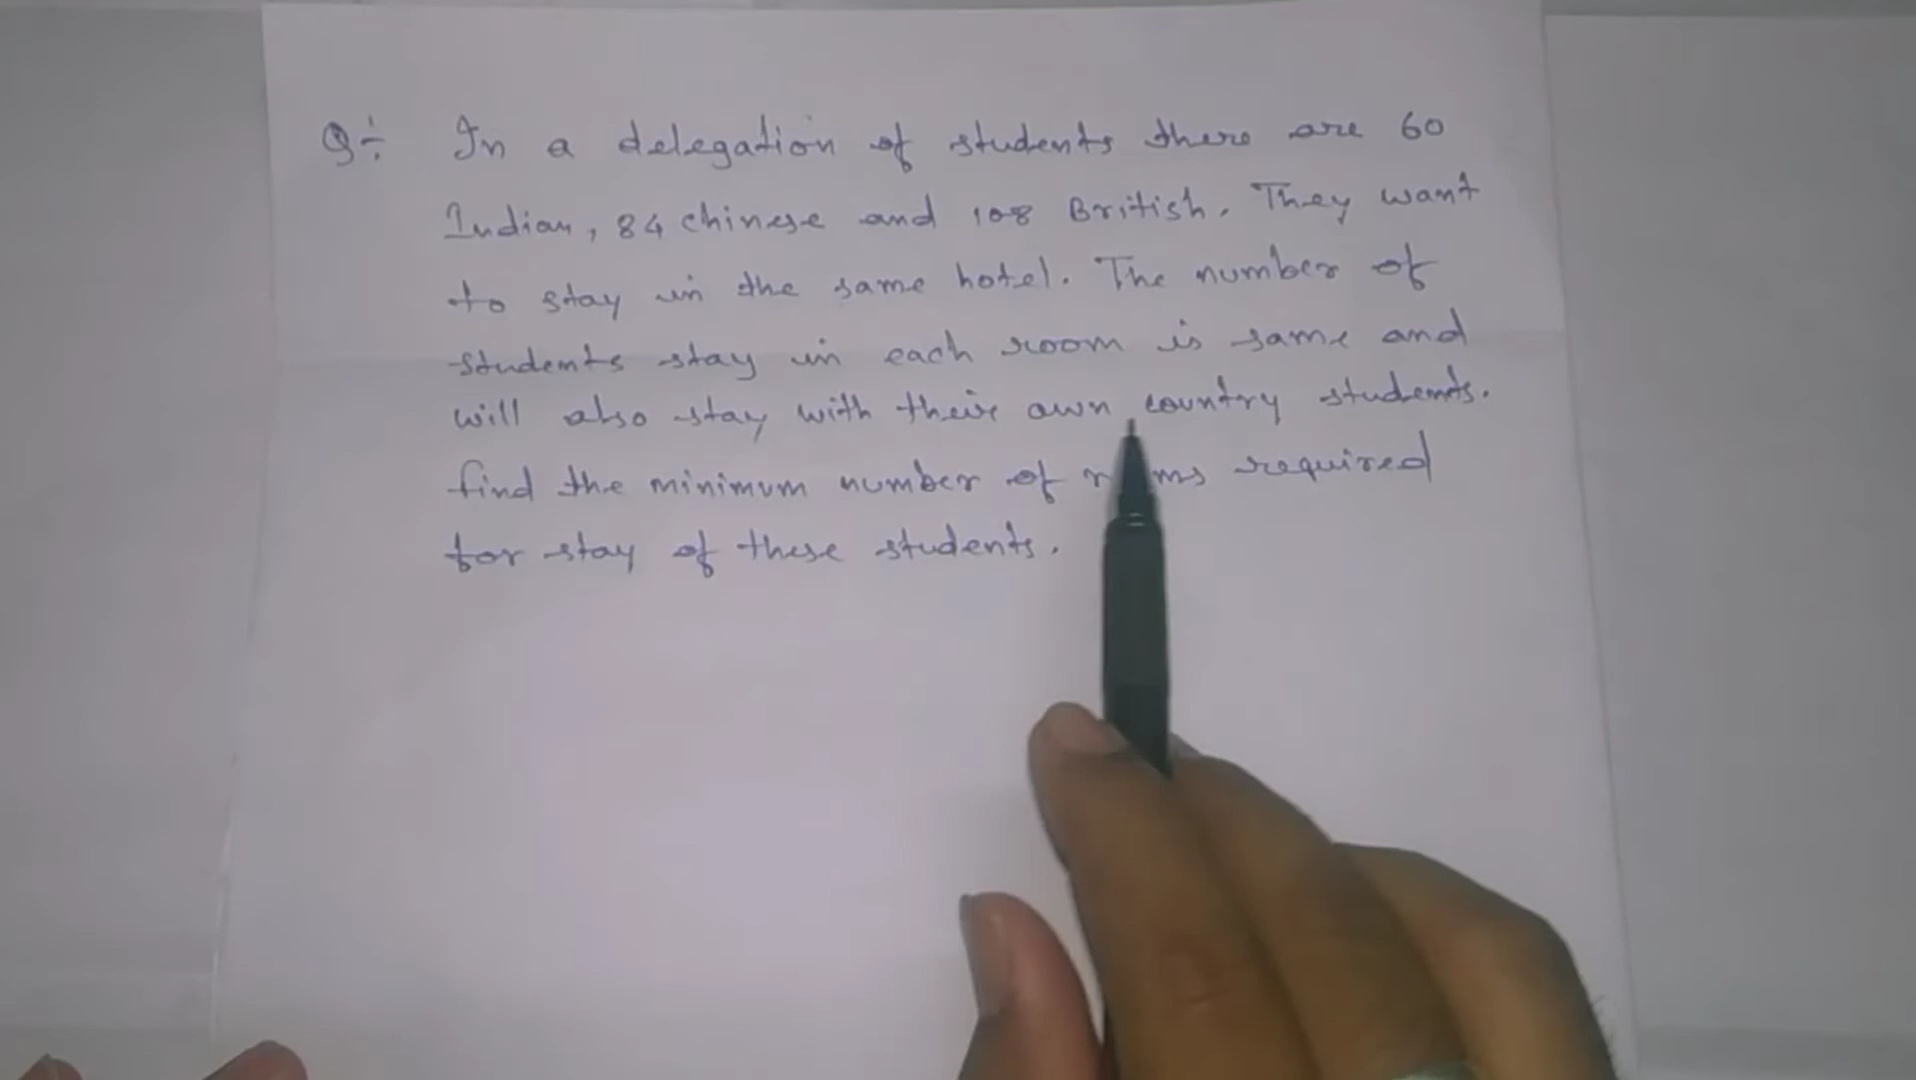 Q÷ In a delegation of students there are 60
Indian, 84 chinese and 108 British. They want
to stay in the same hotel. The number of
students stay in each room is same and
will also stay with their own country students.
find the minimum number of required
for stay of these students.